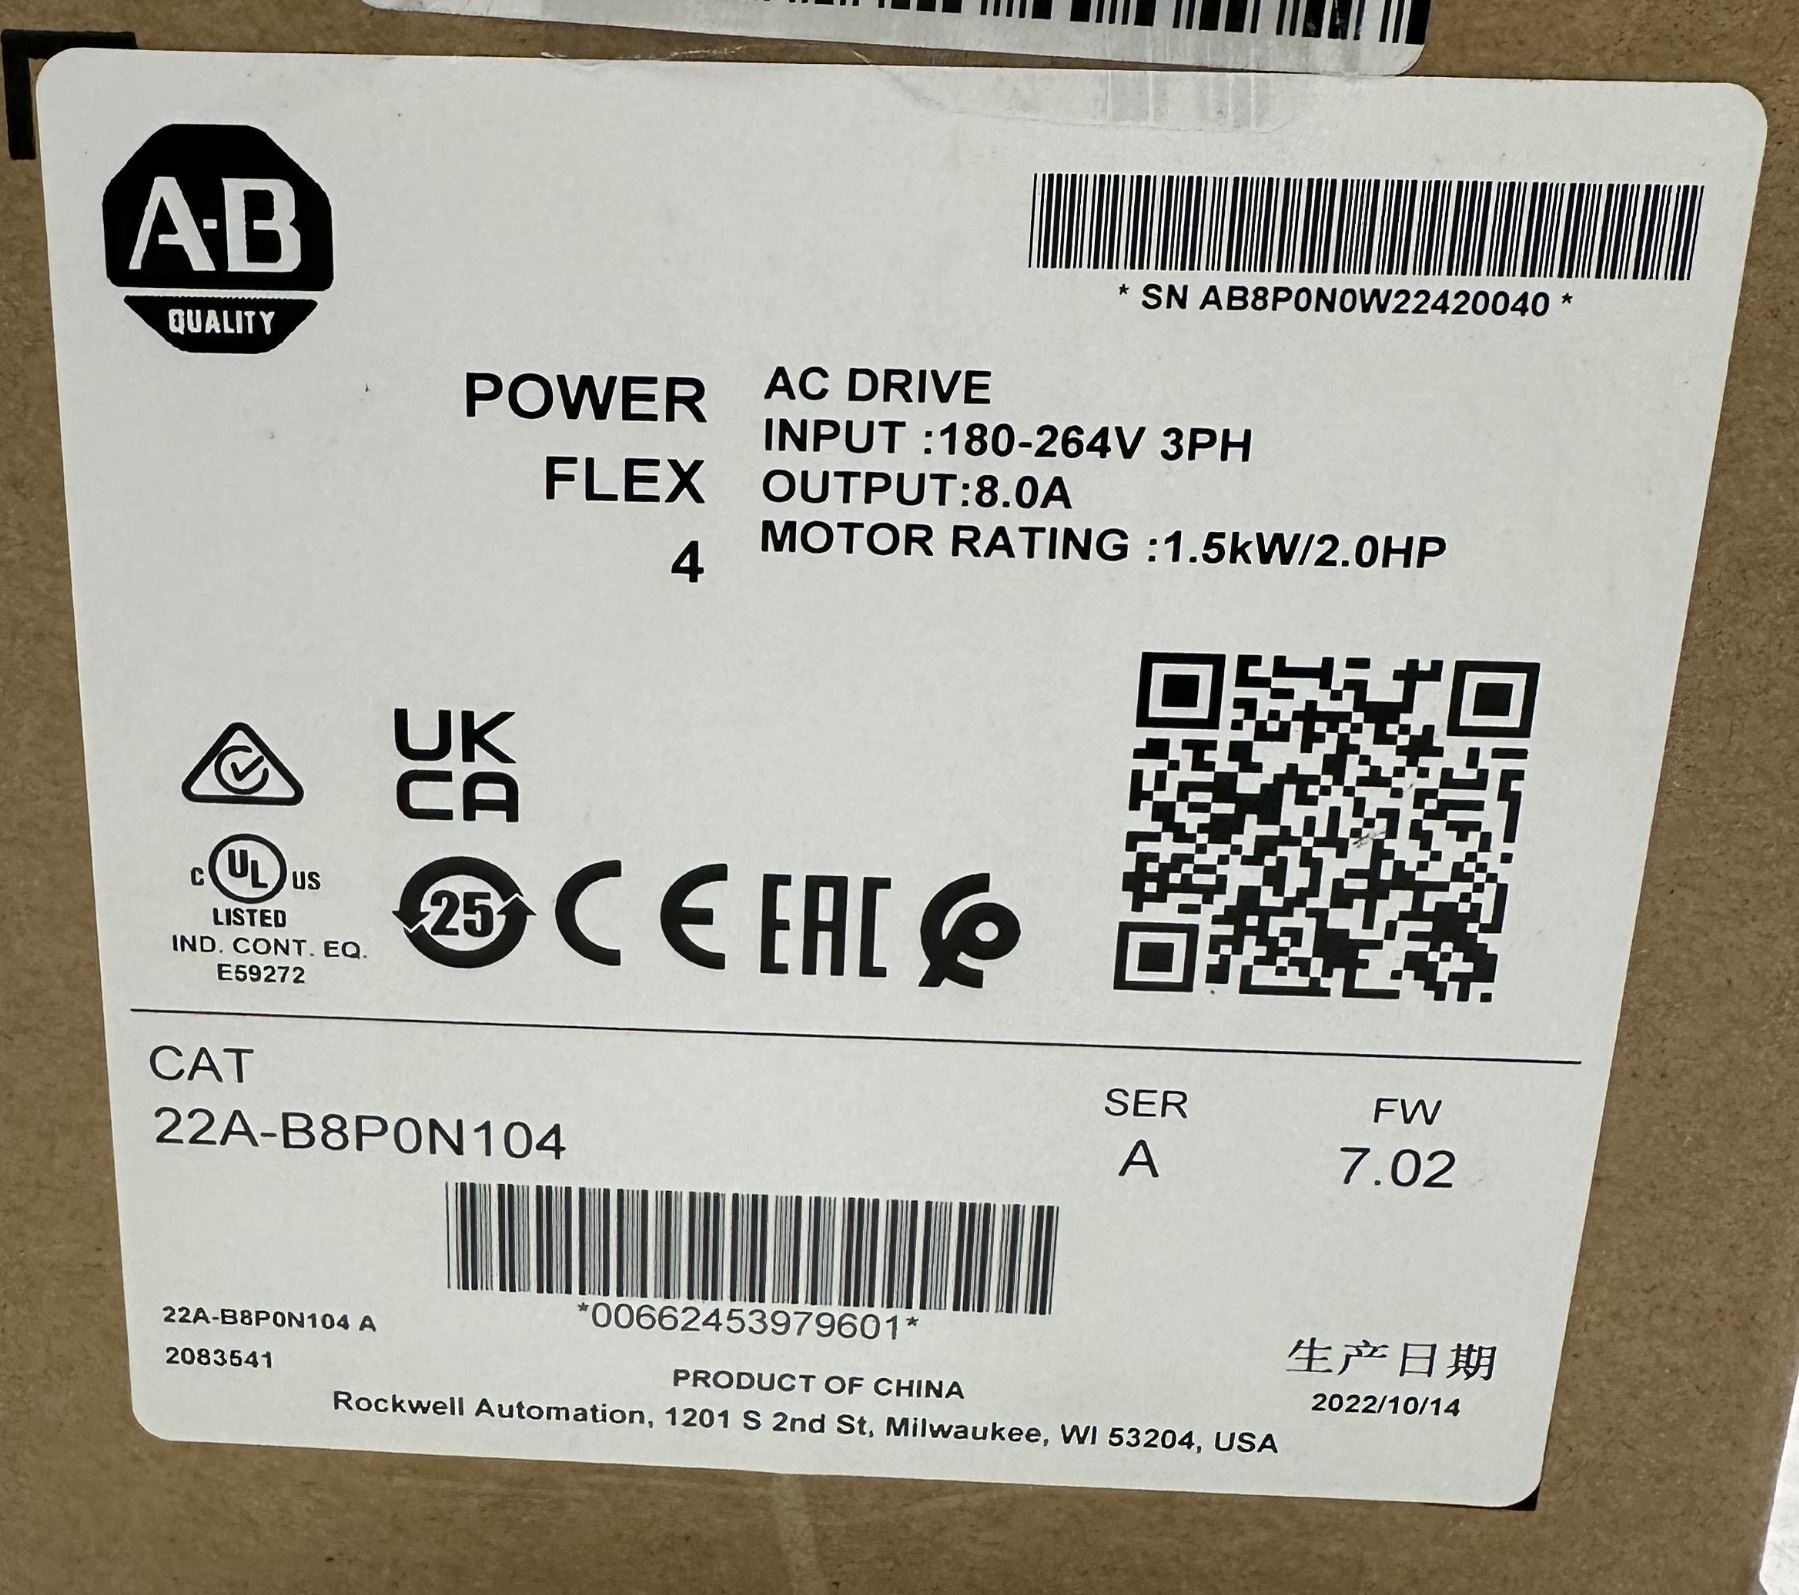 A-B
QUALITY
* SN AB8P0N0W22420040 *
POWER
FLEX
4
AC DRIVE
INPUT :180-264V 3PH
OUTPUT:8.0A
MOTOR RATING :1.5kW/2.0HP
UK
CA
C UL US
LISTED
IND. CONT. EQ.
E59272
25
CE
EAC
CAT
22A-B8P0N104
SER
A
FW
7.02
*00662453979601*
22A-B8P0N104 A
2083541
PRODUCT OF CHINA
Rockwell Automation, 1201 S 2nd St, Milwaukee, WI 53204, USA
生产日期
2022/10/14